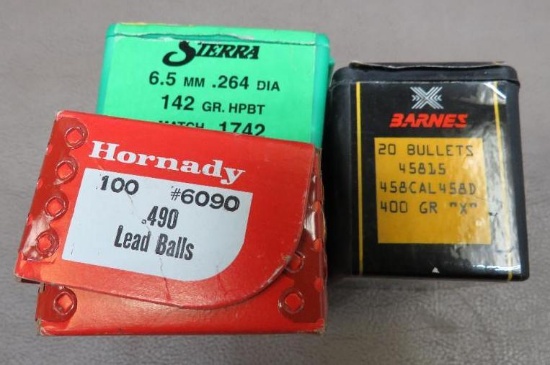 SIERRA
6.5 MM .264 DIA
142 GR. HPBT
MATCH 1742
Hornady
100 #6090
.490
Lead Balls
X
BARNES
20 BULLETS
45815
458CAL458D
400 GR "X"